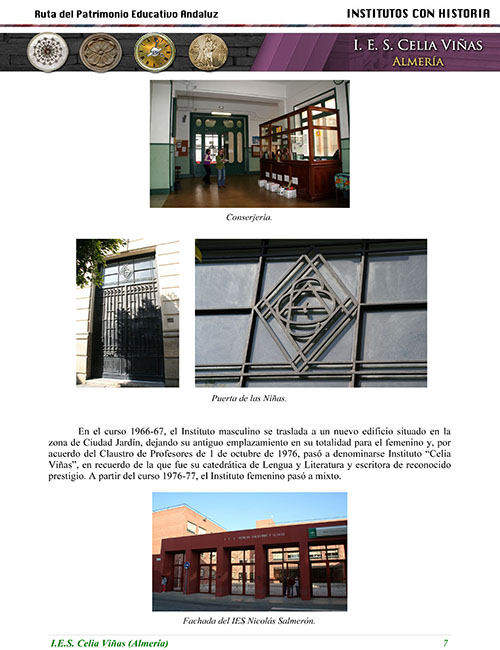 Ruta del Patrimonio Educativo Andaluz
INSTITUTOS CON HISTORIA
I. E. S. CELIA VIÑAS
ALMERÍA
Conserjería.
Puerta de las Niñas.
En el curso 1966-67, el Instituto masculino se traslada a un nuevo edificio situado en la
zona de Ciudad Jardín, dejando su antiguo emplazamiento en su totalidad para el femenino y, por
acuerdo del Claustro de Profesores de 1 de octubre de 1976, pasó a denominarse Instituto “Celia
Viñas”, en recuerdo de la que fue su catedrática de Lengua y Literatura y escritora de reconocido
prestigio. A partir del curso 1976-77, el Instituto femenino pasó a mixto.
Fachada del IES Nicolás Salmerón.
I.E.S. Celia Viñas (Almería)
7